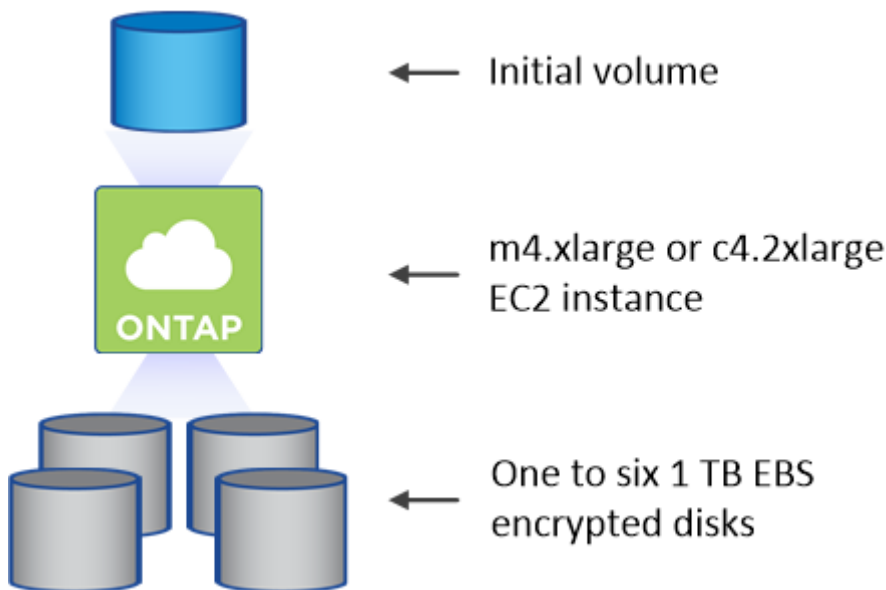 Initial volume
m4.xlarge or c4.2xlarge
EC2 instance
ONTAP
One to six 1 TB EBS
encrypted disks